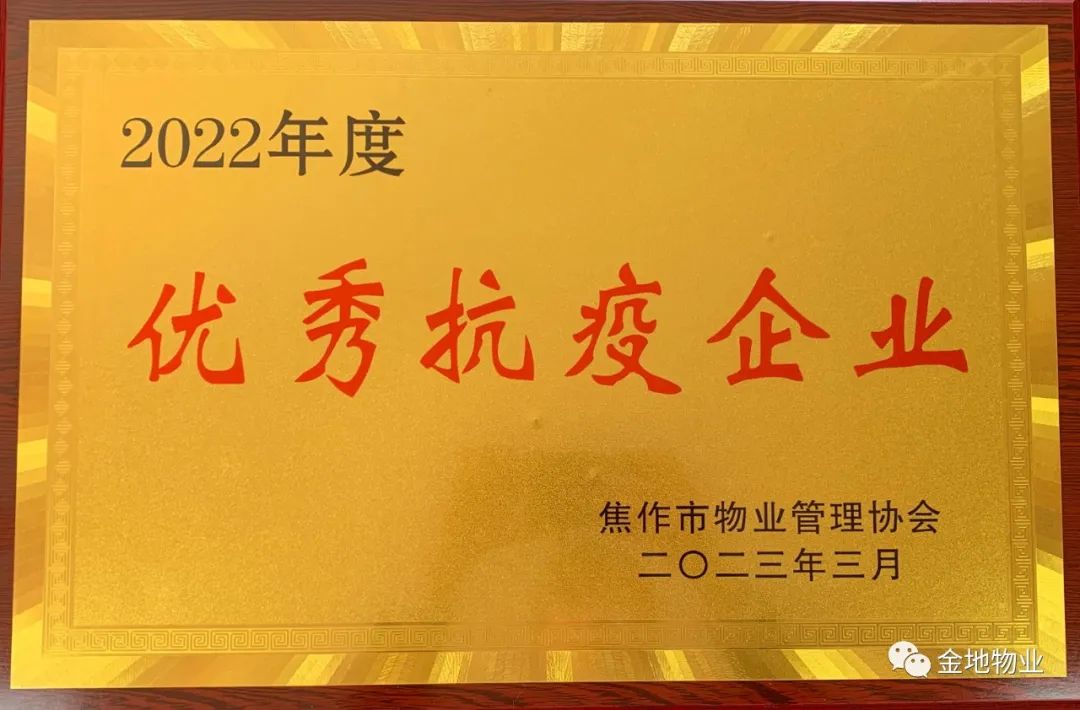 2022年度
优秀抗疫企业
焦作市物业管理协会
二〇二三年三月
金地物业